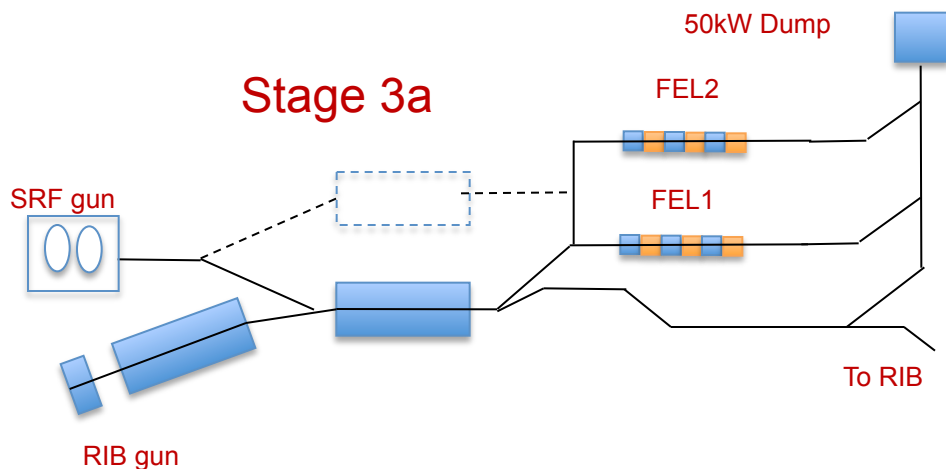 50kW Dump
Stage 3a
FEL2
SRF gun
FEL1
To RIB
RIB gun